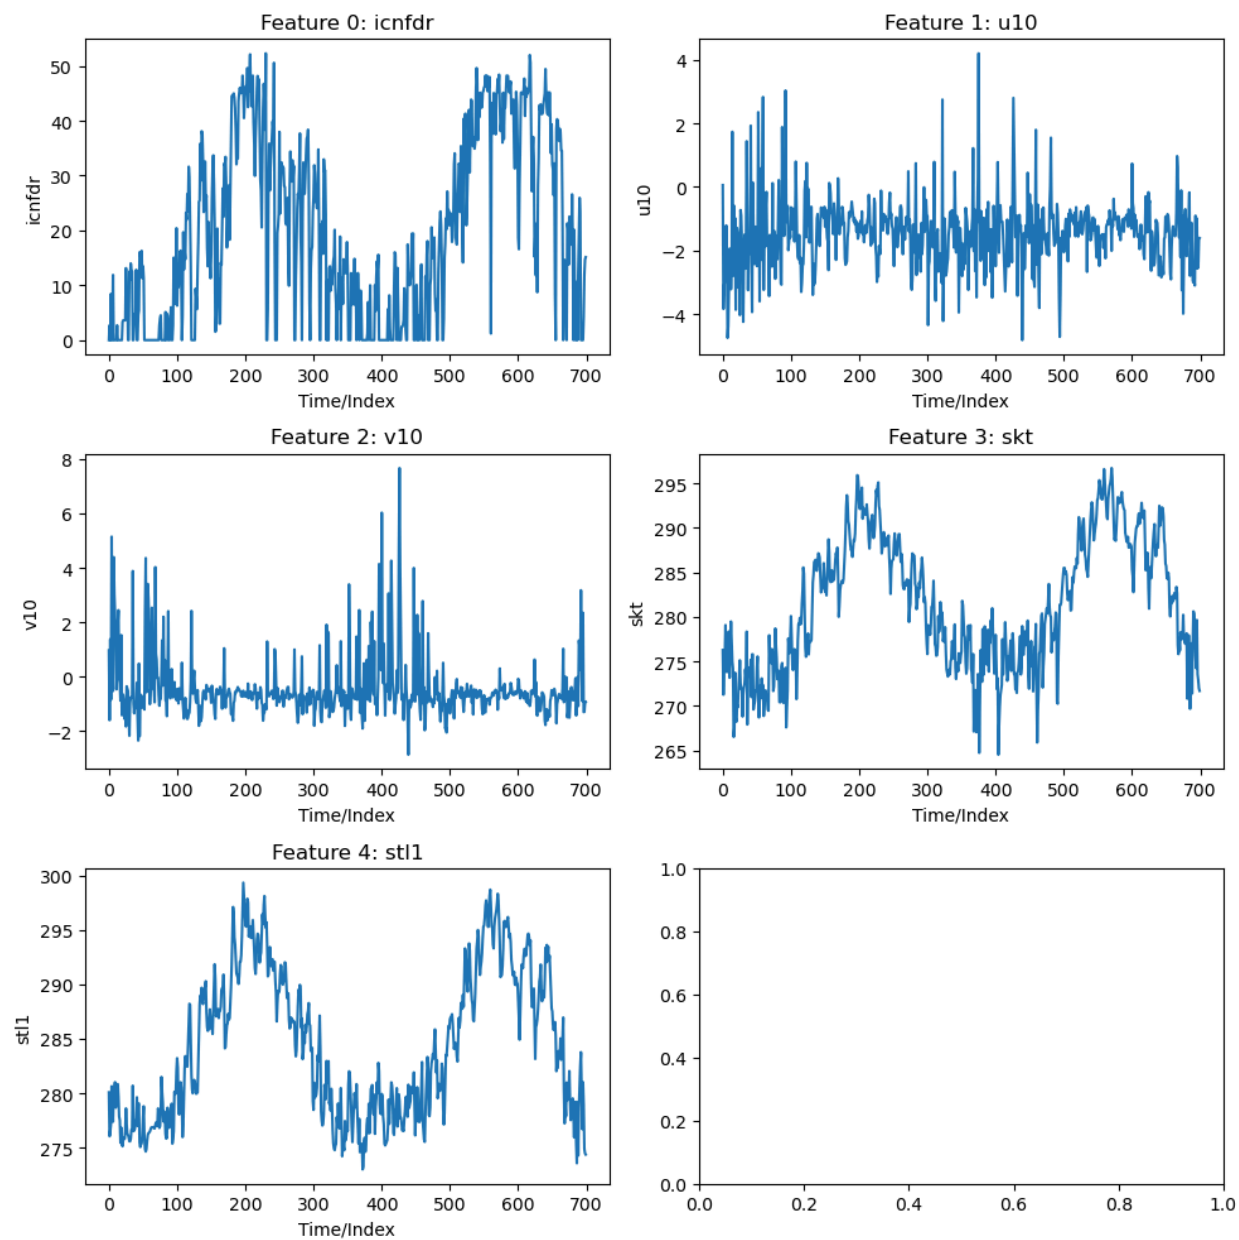 Feature 0: icnfdr
icnfdr
50
40
30
20
10
0
0 100 200 300 400 500 600 700
Time/Index
Feature 1: u10
u10
4
2
0
−2
−4
0 100 200 300 400 500 600 700
Time/Index
Feature 2: v10
v10
8
6
4
2
0
−2
0 100 200 300 400 500 600 700
Time/Index
Feature 3: skt
skt
295
290
285
280
275
270
265
0 100 200 300 400 500 600 700
Time/Index
Feature 4: stl1
stl1
300
295
290
285
280
275
0 100 200 300 400 500 600 700
Time/Index
1.0
0.8
0.6
0.4
0.2
0.0
0.0 0.2 0.4 0.6 0.8 1.0